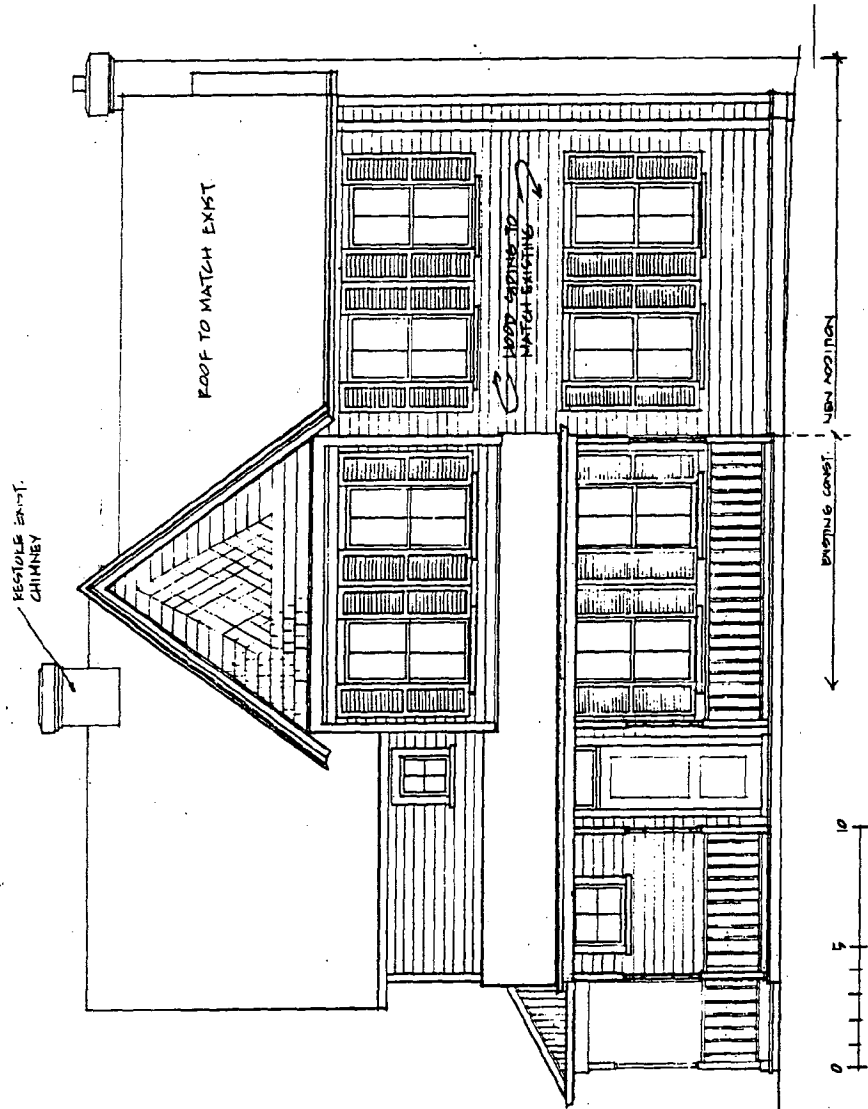 RESTORE EXIST.
CHIMNEY
ROOF TO MATCH EXIST
WOOD SIDING TO
MATCH EXISTING
EXISTING CONST. NEW ADDITION
0 5 10